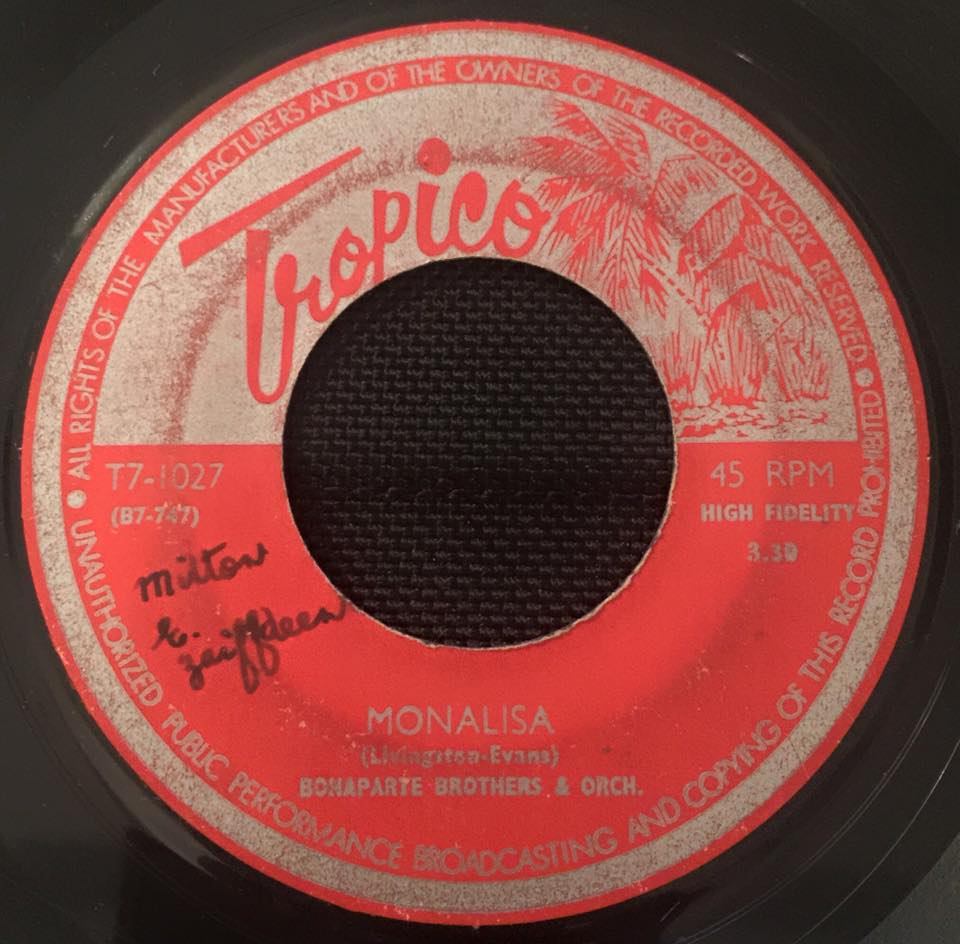 ALL RIGHTS OF THE MANUFACTURERS AND OF THE OWNERS OF THE RECORDED WORK RESERVED
UNAUTHORIZED PUBLIC PERFORMANCE BROADCASTING AND COPYING OF THIS RECORD PROHIBITED
Tropico
T7-1027
(B7-747)
45 RPM
HIGH FIDELITY
3.30
Milton
E.
zaiffdeen
MONALISA
(Livingston-Evans)
BONAPARTE BROTHERS & ORCH.